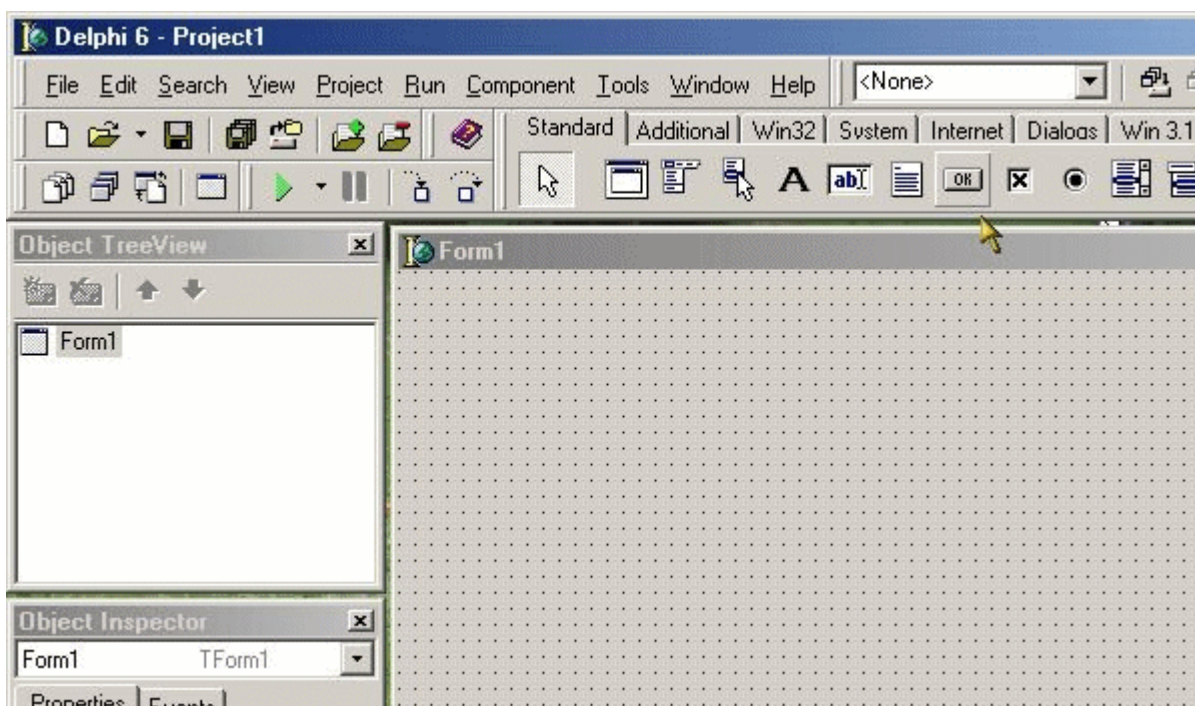 Delphi 6 - Project1
File Edit Search View Project Run Component Tools Window Help <None>
Standard Additional Win32 System Internet Dialogs Win 3.1
A ab OK
Object TreeView
Form1
Form1
Object Inspector
Form1 TForm1
Properties Events